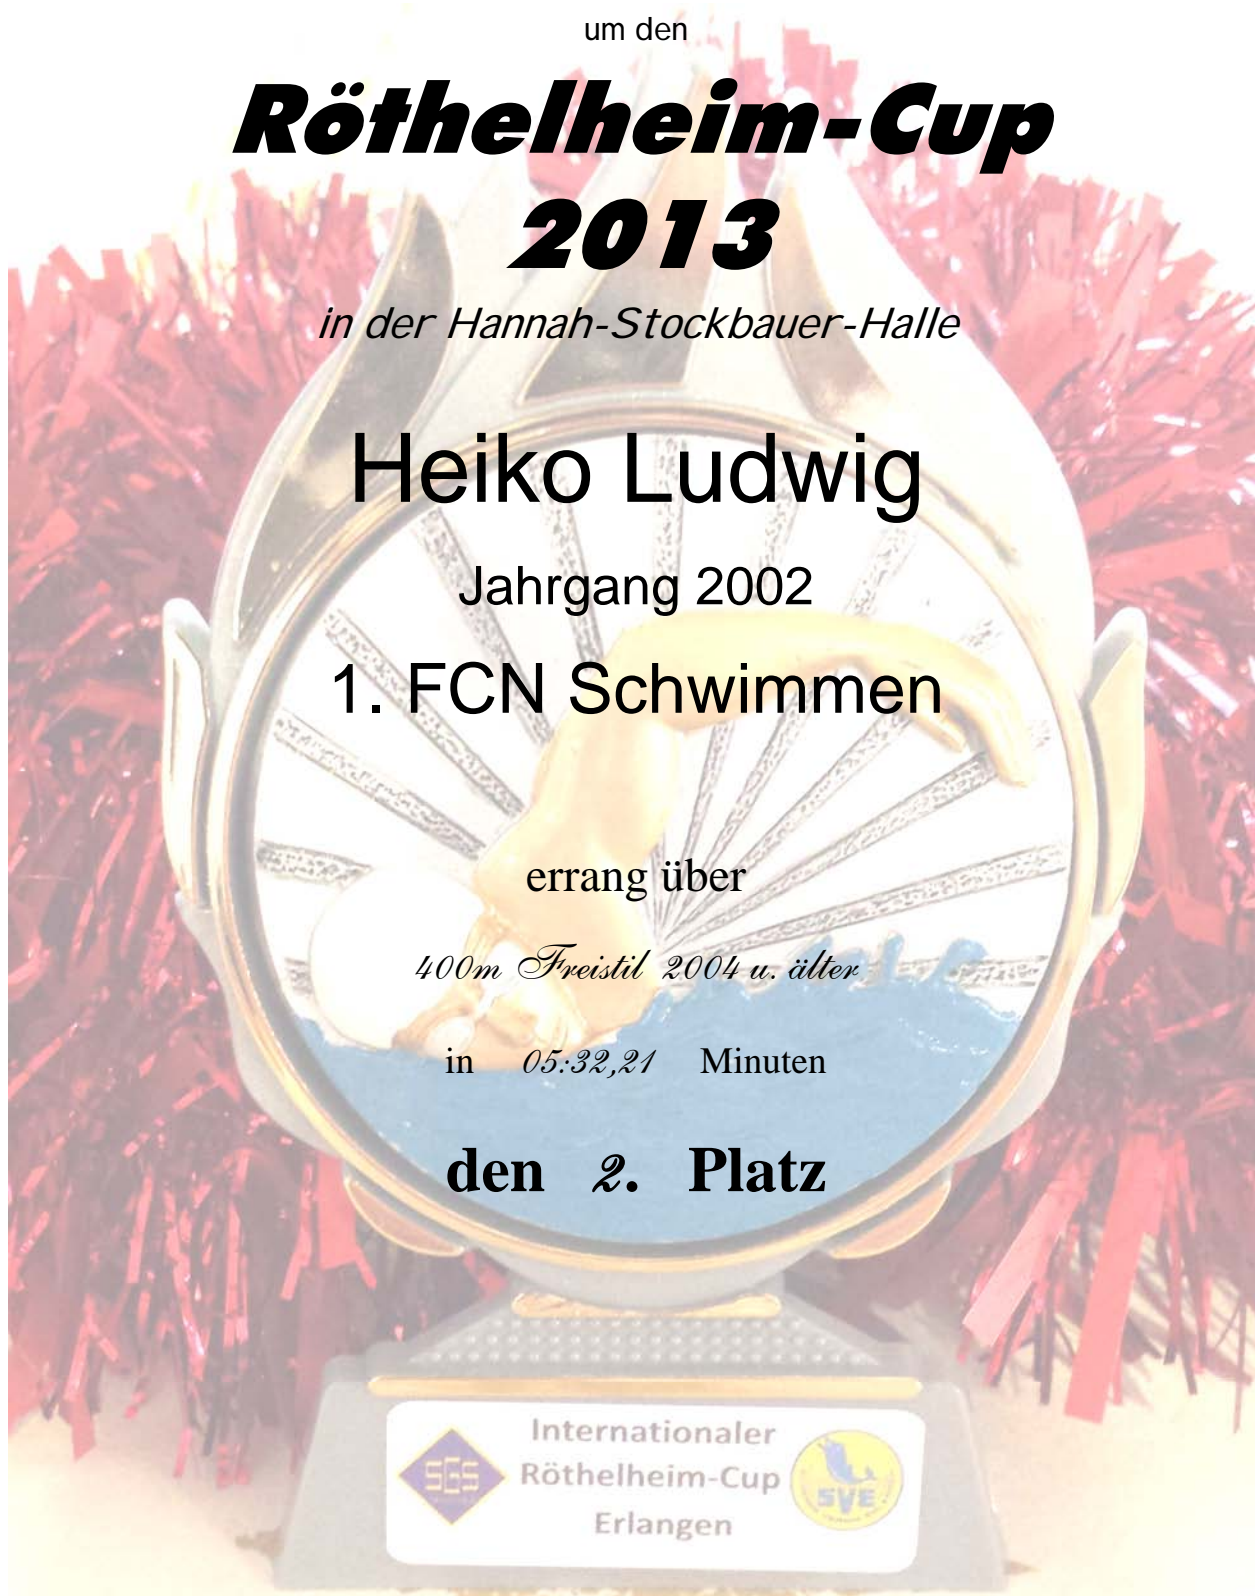 um den
Röthelheim-Cup
2013
in der Hannah-Stockbauer-Halle
Heiko Ludwig
Jahrgang 2002
1. FCN Schwimmen
errang über
400m Freistil 2004 u. älter
in 05:32,21 Minuten
den 2. Platz
Internationaler
SGS Röthelheim-Cup SVE
Erlangen